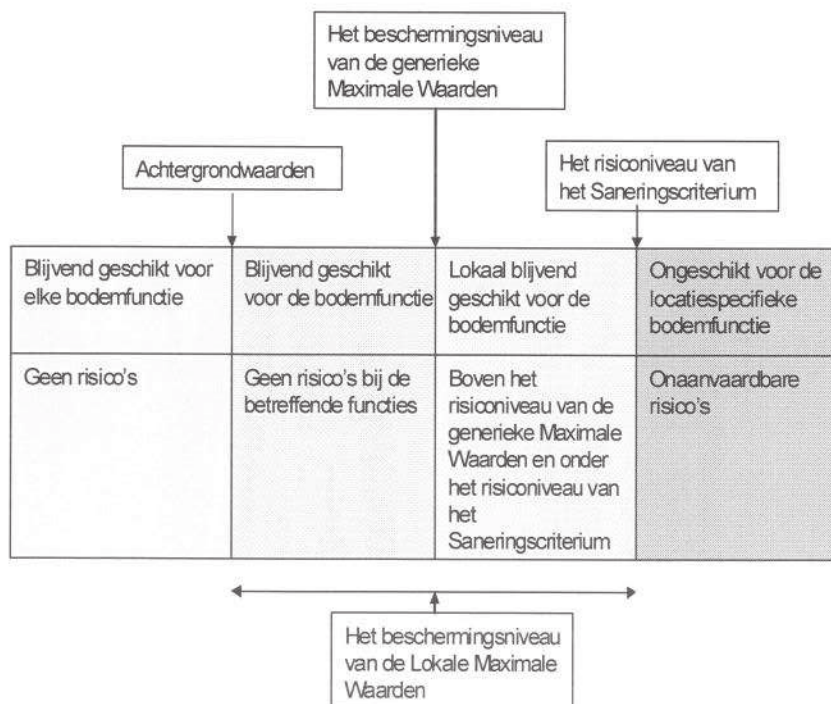 Het beschermingsniveau
van de generieke
Maximale Waarden
Achtergrondwaarden
Het risiconiveau van
het Saneringscriterium
Blijvend geschikt voor
elke bodemfunctie
Blijvend geschikt
voor de bodemfunctie
Lokaal blijvend
geschikt voor de
bodemfunctie
Ongeschikt voor de
locatiespecifieke
bodemfunctie
Geen risico's
Geen risico's bij de
betreffende functies
Boven het
risiconiveau van de
generieke Maximale
Waarden en onder
het risiconiveau van
het
Saneringscriterium
Onaanvaardbare
risico's
Het beschermingsniveau
van de Lokale Maximale
Waarden